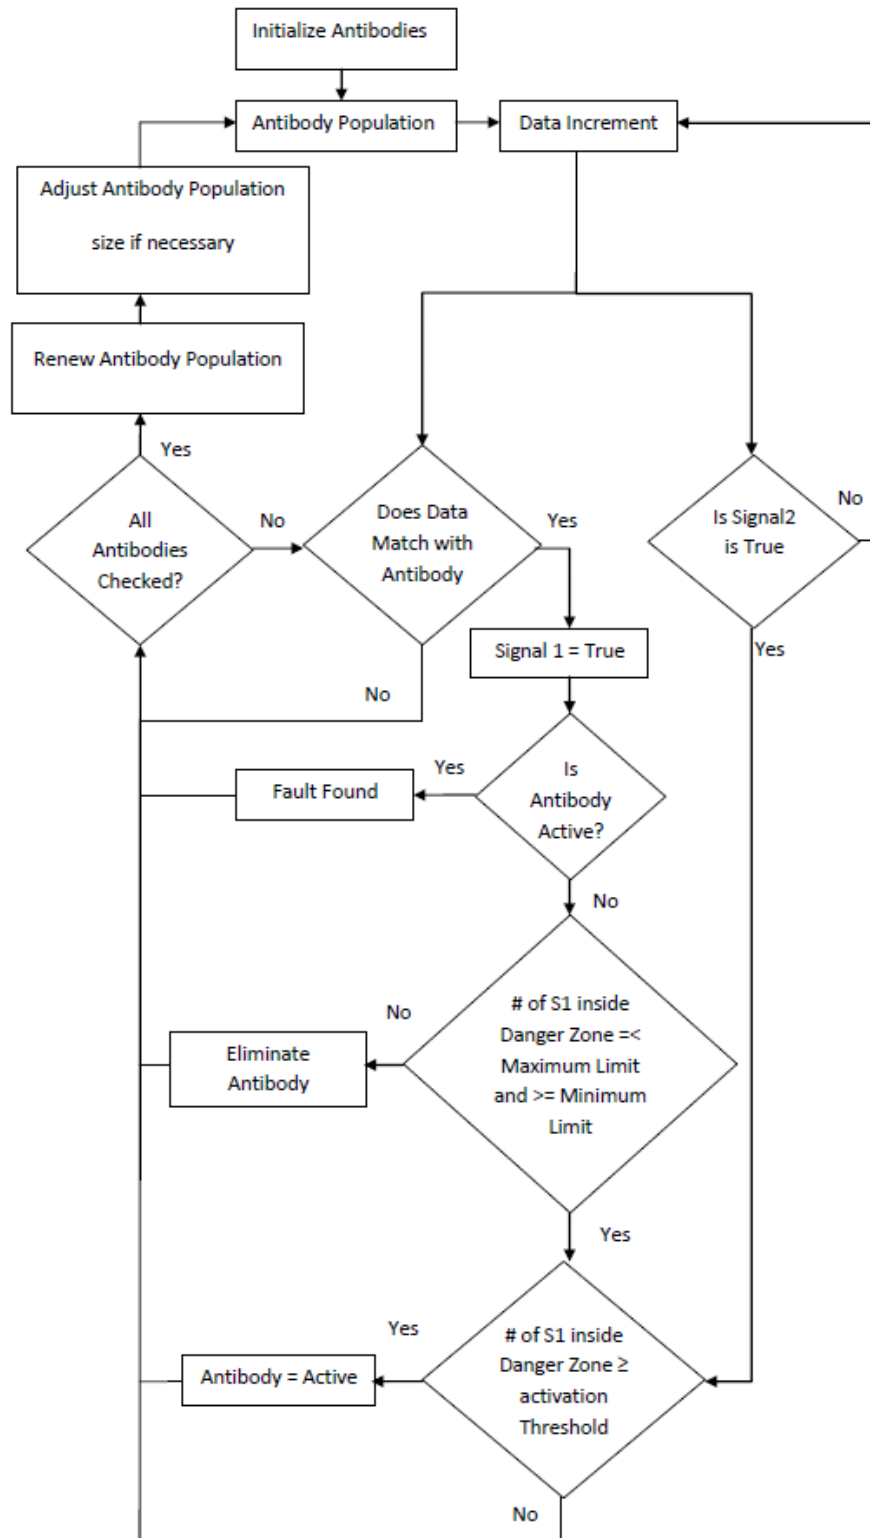 Initialize Antibodies
Antibody Population
Data Increment
Adjust Antibody Population
size if necessary
Renew Antibody Population
Yes
All
Antibodies
Checked?
No
Does Data
Match with
Antibody
Yes
Is Signal2
is True
No
Signal 1 = True
Yes
No
Is
Antibody
Active?
Yes
Fault Found
No
# of S1 inside
Danger Zone =<
Maximum Limit
and >= Minimum
Limit
No
Eliminate
Antibody
Yes
# of S1 inside
Danger Zone ≥
activation
Threshold
Yes
Antibody = Active
No